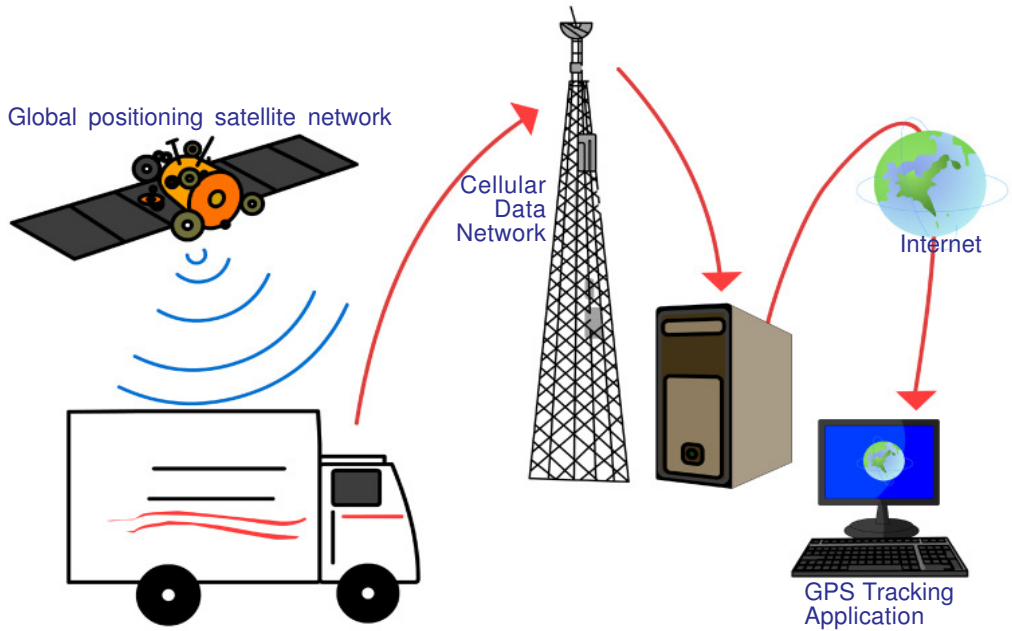 Global positioning satellite network
Cellular
Data
Network
Internet
GPS Tracking
Application